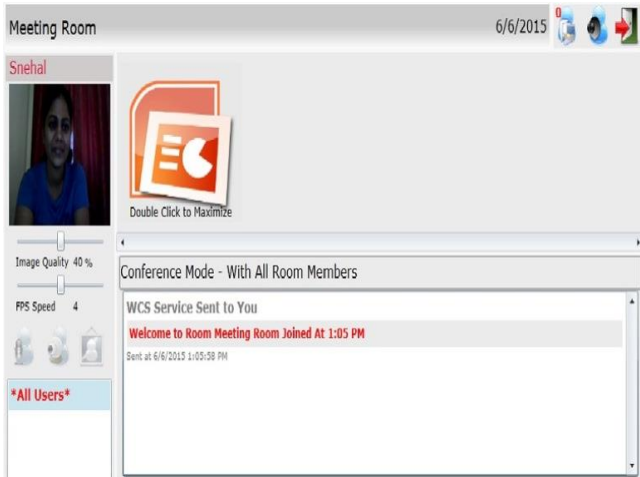 Meeting Room
6/6/2015
0
Snehal
Double Click to Maximize
Image Quality 40 %
FPS Speed 4
Conference Mode - With All Room Members
WCS Service Sent to You
Welcome to Room Meeting Room Joined At 1:05 PM
Sent at 6/6/2015 1:05:58 PM
*All Users*